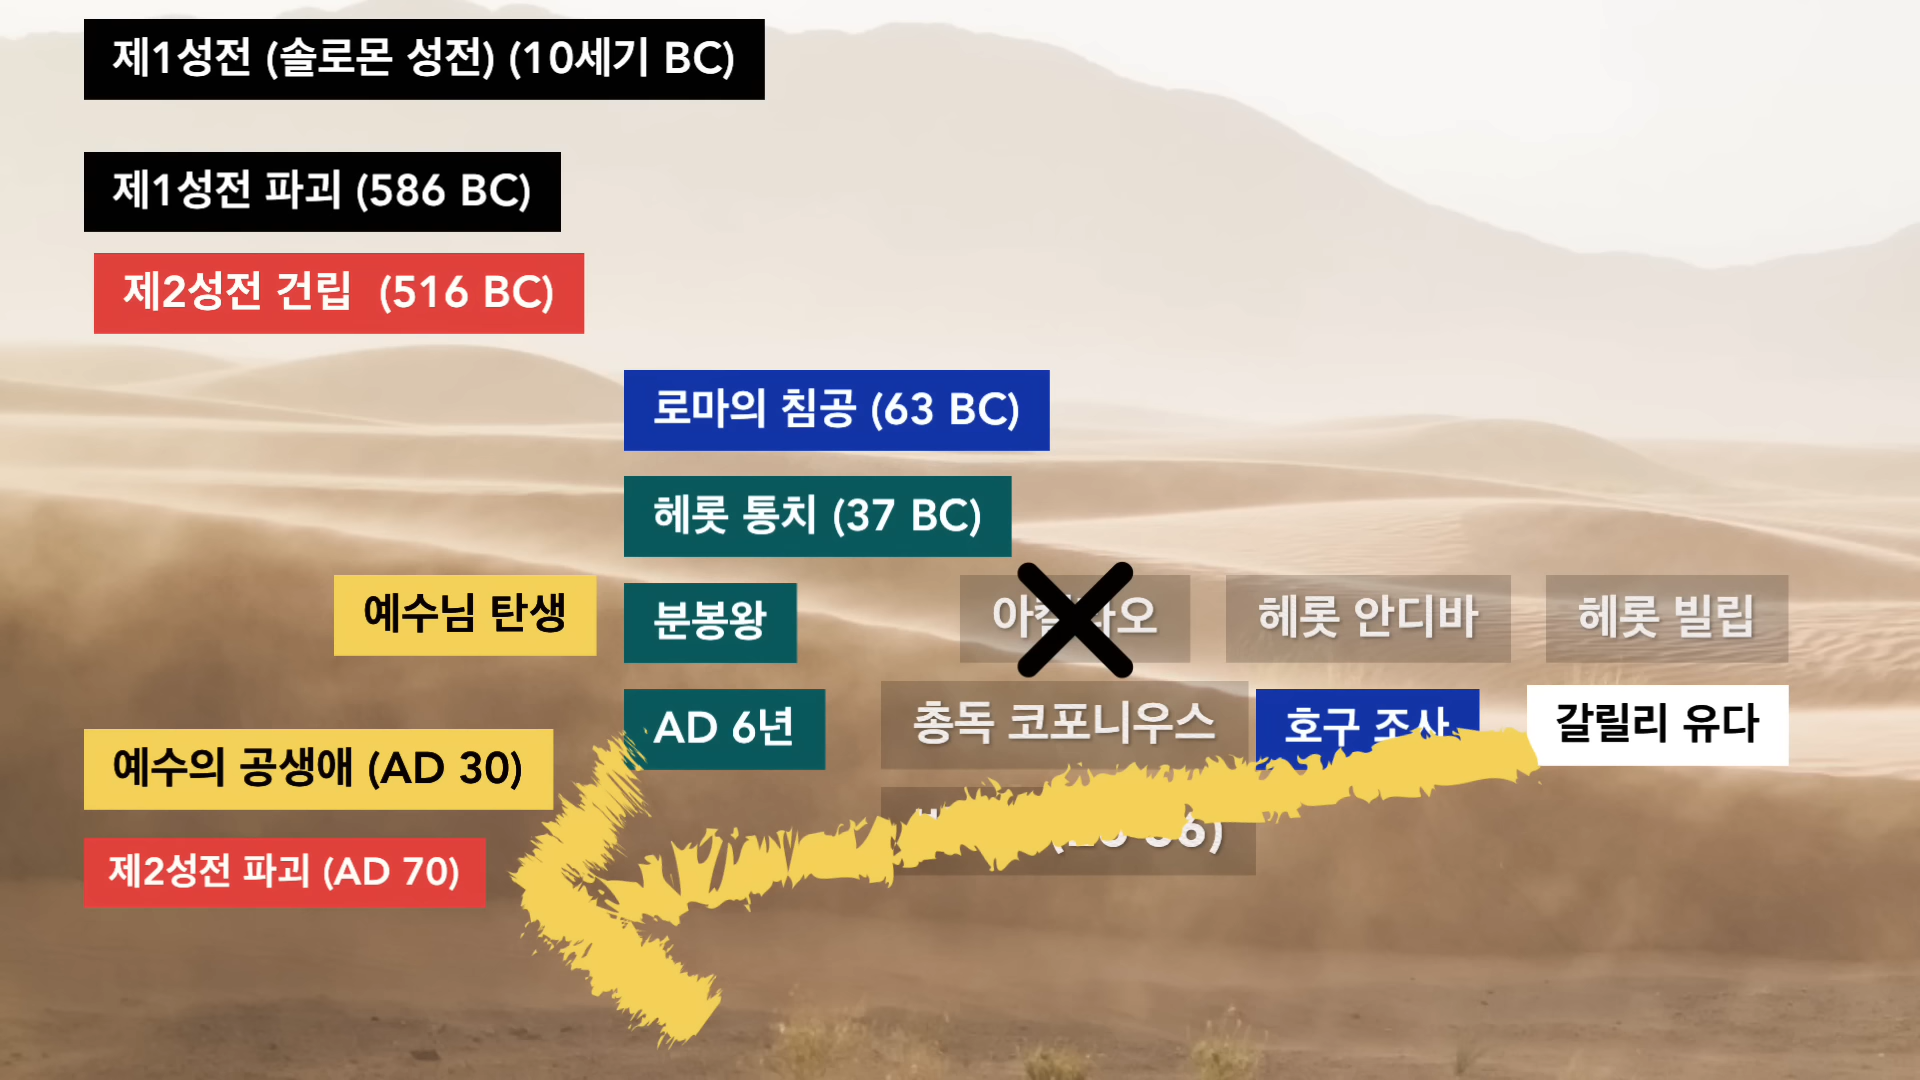 제1성전 (솔로몬 성전) (10세기 BC)
제1성전 파괴 (586 BC)
제2성전 건립 (516 BC)
로마의 침공 (63 BC)
헤롯 통치 (37 BC)
예수님 탄생
분봉왕
헤롯 안디바
헤롯 빌립
AD 6년
총독 코포니우스
호구 조사
갈릴리 유다
예수의 공생애 (AD 30)
제2성전 파괴 (AD 70)